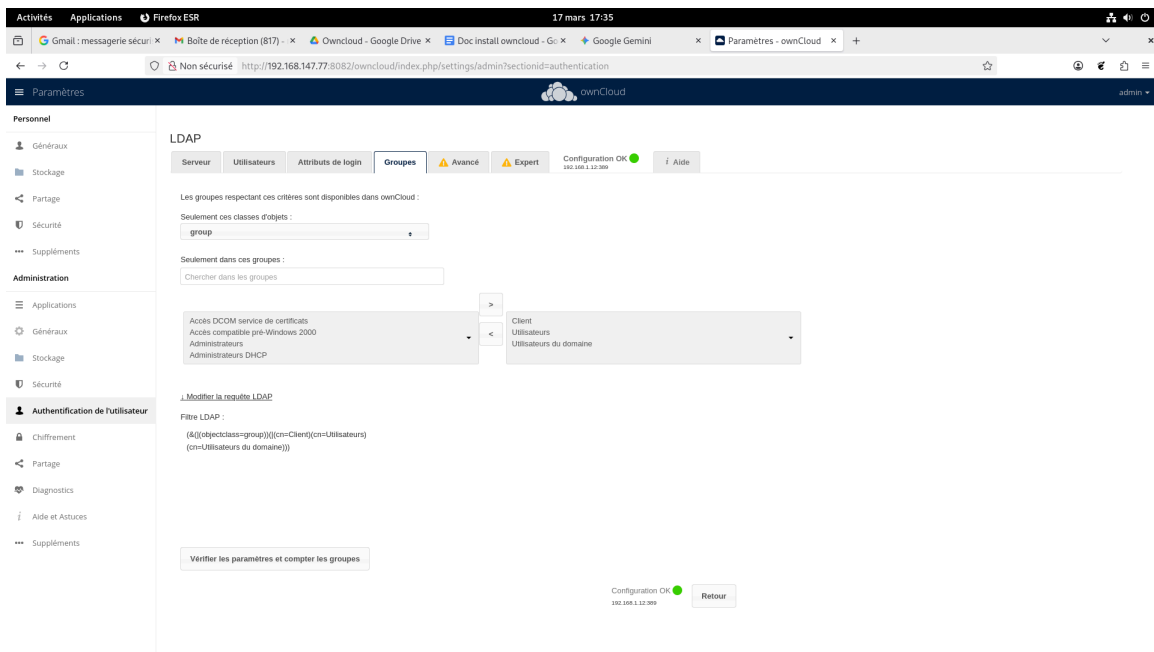 Activités Applications Firefox ESR 17 mars 17:35
Gmail : messagerie sécuri × Boîte de réception (817) - × Owncloud - Google Drive × Doc install owncloud - Go × Google Gemini × Paramètres - ownCloud × +
Non sécurisé http://192.168.147.77:8082/owncloud/index.php/settings/admin?sectionid=authentication
Paramètres ownCloud admin
Personnel
Généraux
Stockage
Partage
Sécurité
Suppléments
Administration
Applications
Généraux
Stockage
Sécurité
Authentification de l'utilisateur
Chiffrement
Partage
Diagnostics
Aide et Astuces
Suppléments
LDAP
Serveur Utilisateurs Attributs de login Groupes Avancé Expert Configuration OK i Aide
192.168.1.12:389
Les groupes respectant ces critères sont disponibles dans ownCloud :
Seulement ces classes d'objets :
group
Seulement dans ces groupes :
Chercher dans les groupes
>
<
Accès DCOM service de certificats
Accès compatible pré-Windows 2000
Administrateurs
Administrateurs DHCP
Client
Utilisateurs
Utilisateurs du domaine
↓ Modifier la requête LDAP
Filtre LDAP :
(&(|(objectclass=group))(|(cn=Client)(cn=Utilisateurs)
(cn=Utilisateurs du domaine)))
Vérifier les paramètres et compter les groupes
Configuration OK Retour
192.168.1.12:389